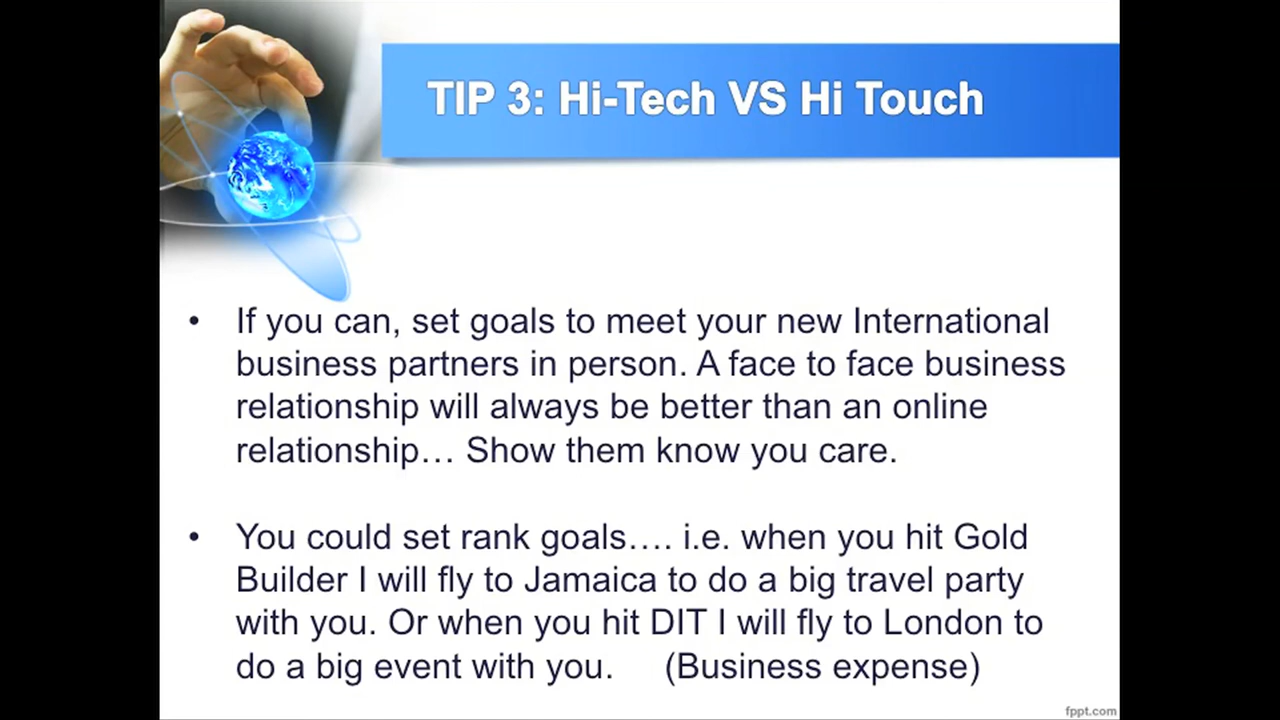 TIP 3: Hi-Tech VS Hi Touch
• If you can, set goals to meet your new International
business partners in person. A face to face business
relationship will always be better than an online
relationship… Show them know you care.
• You could set rank goals…. i.e. when you hit Gold
Builder I will fly to Jamaica to do a big travel party
with you. Or when you hit DIT I will fly to London to
do a big event with you. (Business expense)
fppt.com